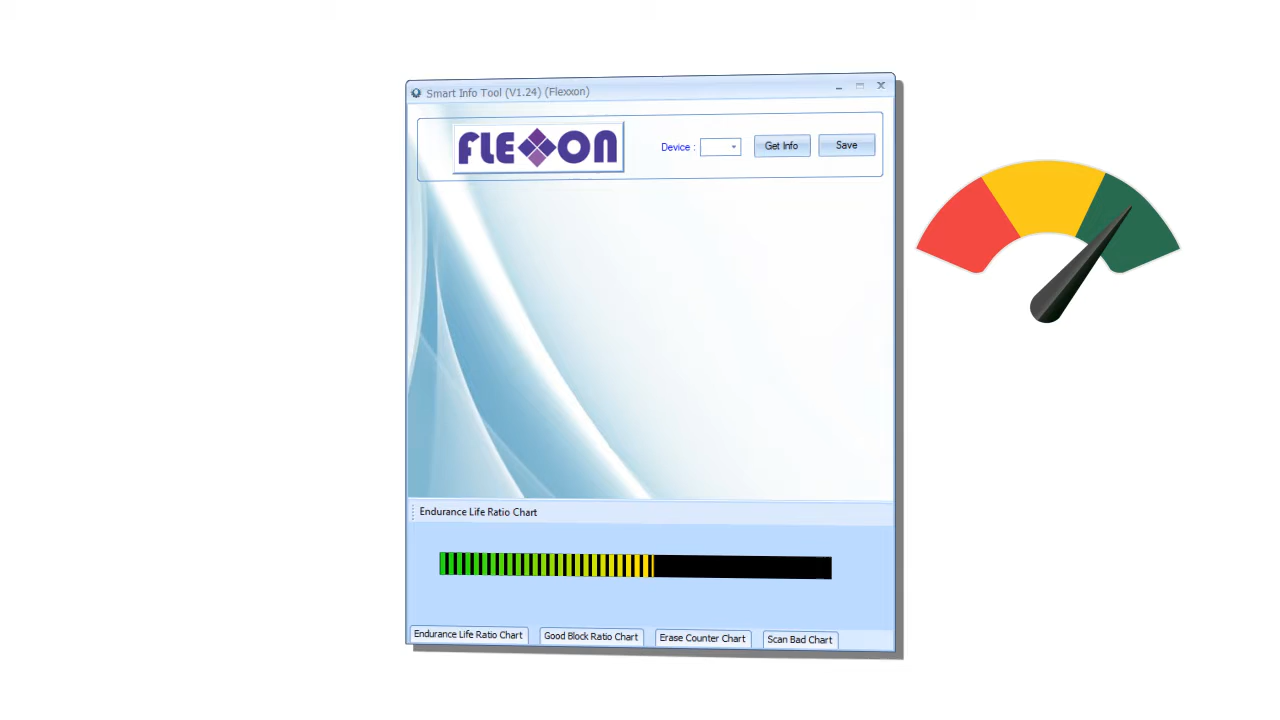 Smart Info Tool (V1.24) (Flexxon)
FLEXXON
Device :
Get Info
Save
Endurance Life Ratio Chart
Endurance Life Ratio Chart
Good Block Ratio Chart
Erase Counter Chart
Scan Bad Chart